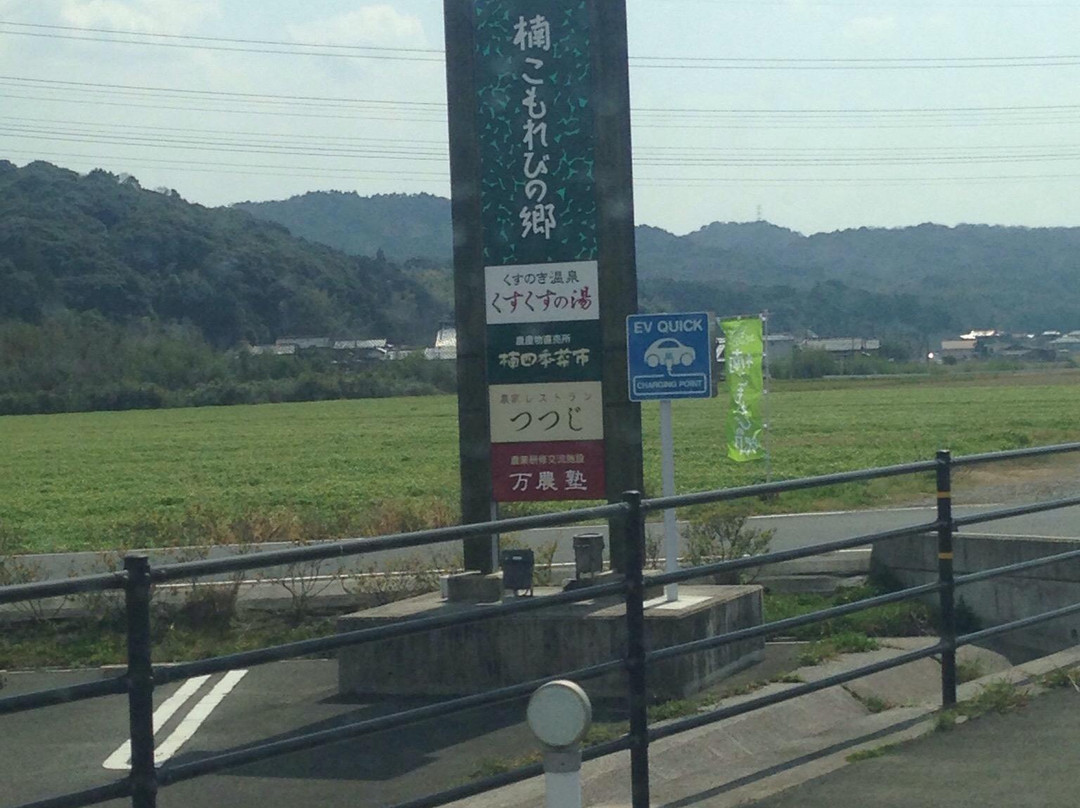 楠こもれびの郷
くすのき温泉
くすくすの湯
農産物直売所
楠四季菜市
農家レストラン
つつじ
農業研修交流施設
万農塾
EV QUICK
CHARGING POINT